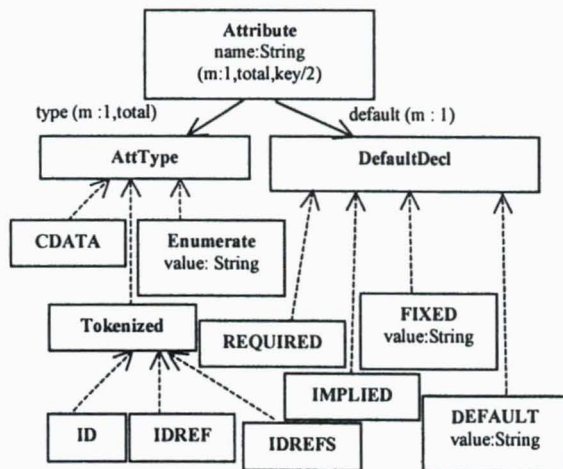 Attribute
name:String
(m:1,total,key/2)
type (m :1,total)
default (m : 1)
AttType
DefaultDecl
CDATA
Enumerate
value: String
Tokenized
REQUIRED
FIXED
value:String
IMPLIED
DEFAULT
value:String
ID
IDREF
IDREFS